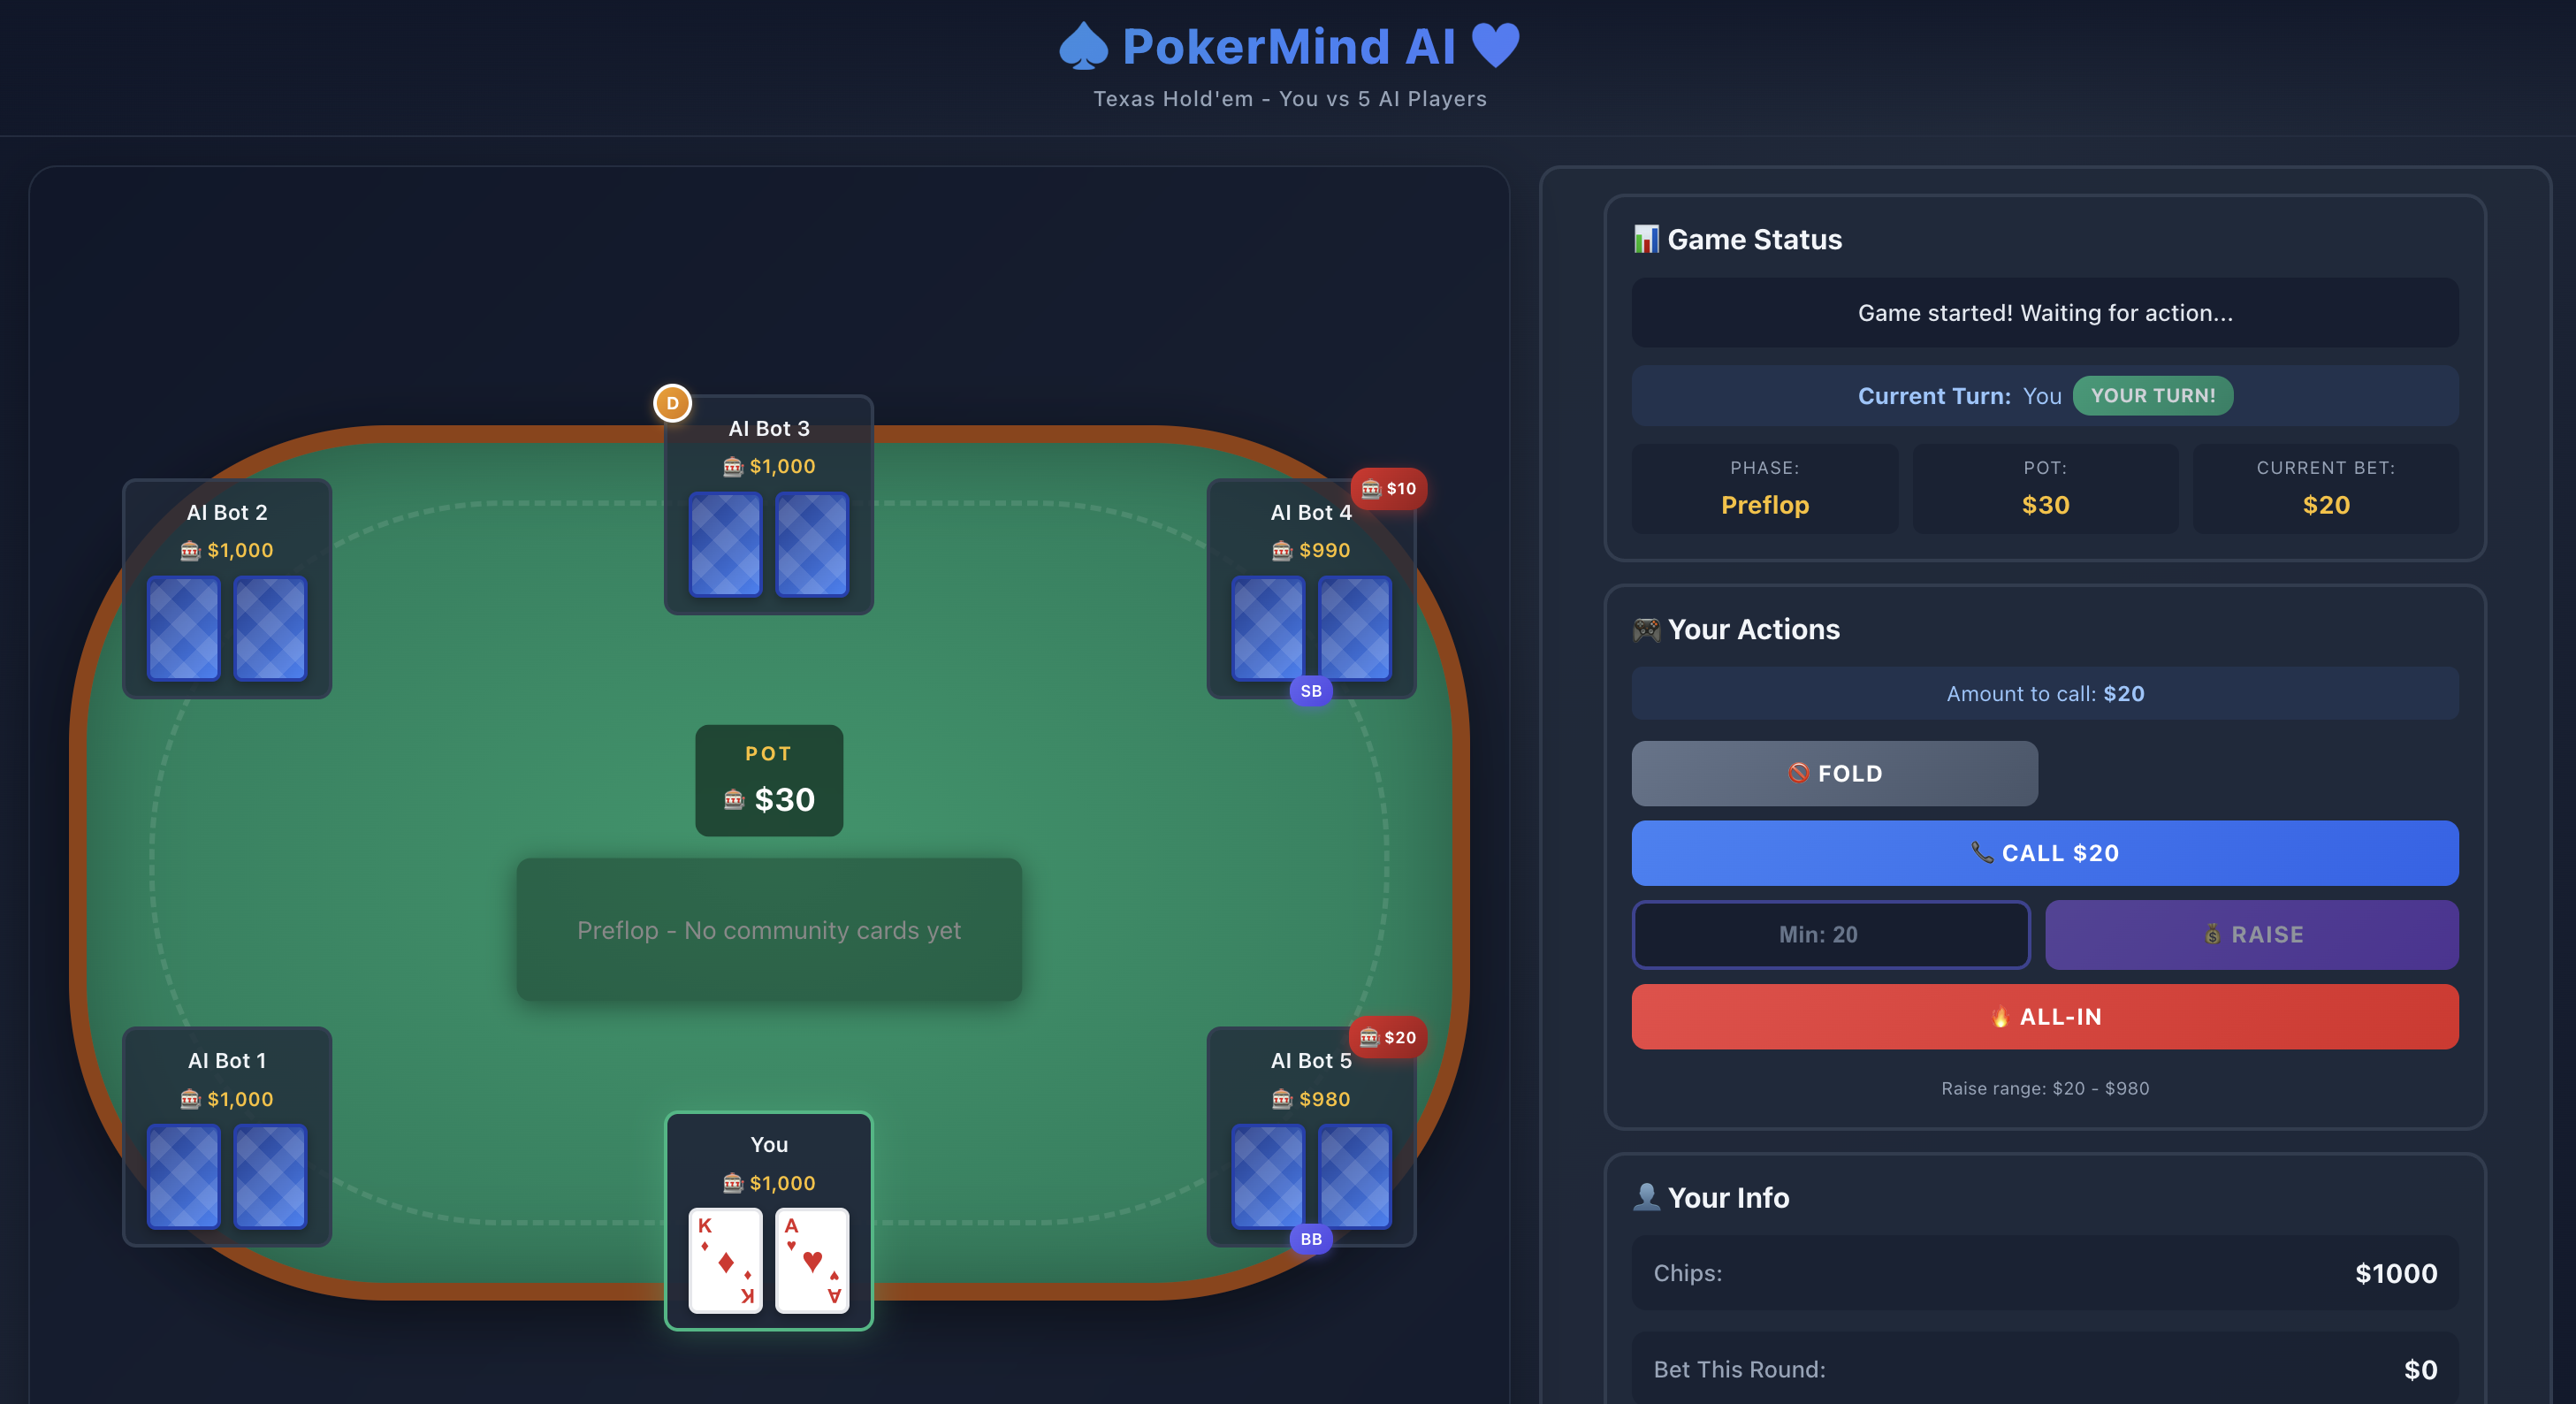 PokerMind AI
Texas Hold'em - You vs 5 AI Players
D
AI Bot 3
$1,000
AI Bot 2
$1,000
$10
AI Bot 4
$990
SB
POT
$30
Preflop - No community cards yet
AI Bot 1
$1,000
$20
AI Bot 5
$980
BB
You
$1,000
K
K
A
A
Game Status
Game started! Waiting for action...
Current Turn: You YOUR TURN!
PHASE:
Preflop
POT:
$30
CURRENT BET:
$20
Your Actions
Amount to call: $20
FOLD
CALL $20
Min: 20
RAISE
ALL-IN
Raise range: $20 - $980
Your Info
Chips: $1000
Bet This Round: $0